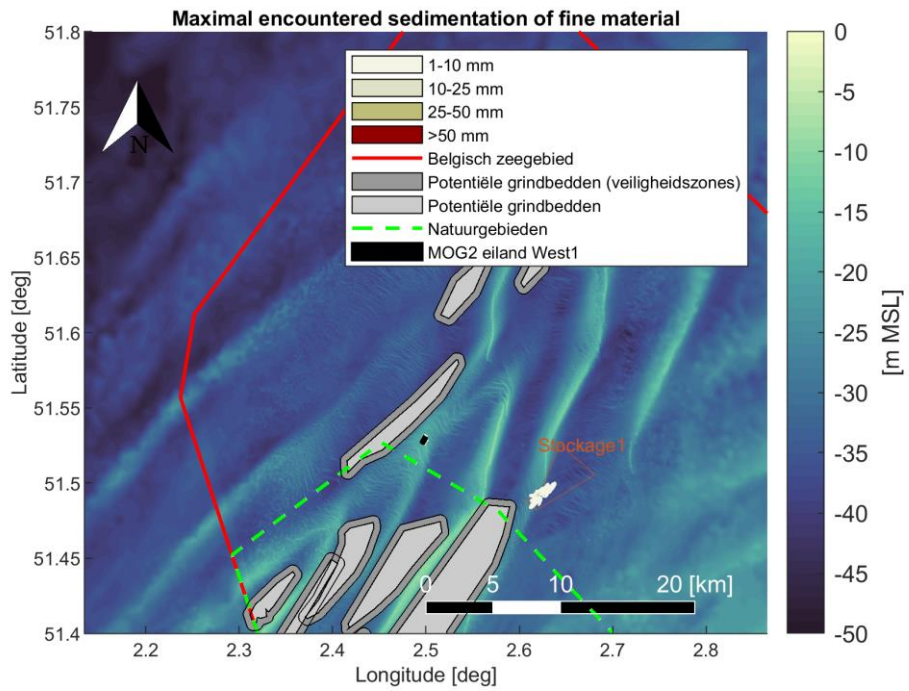 Maximal encountered sedimentation of fine material
51.8
51.75
51.7
51.65
51.6
51.55
51.5
51.45
51.4
Latitude [deg]
N
1-10 mm
10-25 mm
25-50 mm
>50 mm
Belgisch zeegebied
Potentiële grindbedden (veiligheidszones)
Potentiële grindbedden
Natuurgebieden
MOG2 eiland West1
Stockage1
0 5 10 20 [km]
2.2 2.3 2.4 2.5 2.6 2.7 2.8
Longitude [deg]
0
-5
-10
-15
-20
-25
-30
-35
-40
-45
-50
[m MSL]